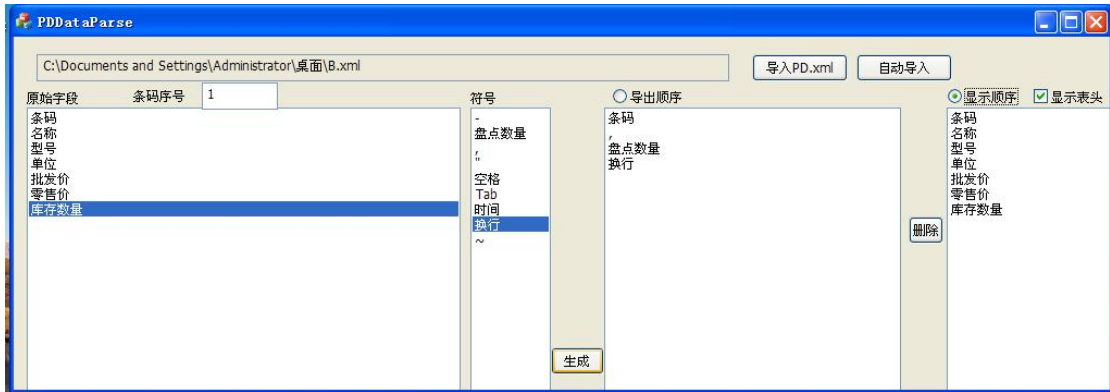 PDDataParse
C:\Documents and Settings\Administrator\桌面\B.xml
导入PD.xml
自动导入
原始字段
条码序号
1
符号
导出顺序
显示顺序
显示表头
条码
名称
型号
单位
批发价
零售价
库存数量
-
盘点数量
,
"
空格
Tab
时间
换行
~
生成
条码
,
盘点数量
换行
删除
条码
名称
型号
单位
批发价
零售价
库存数量